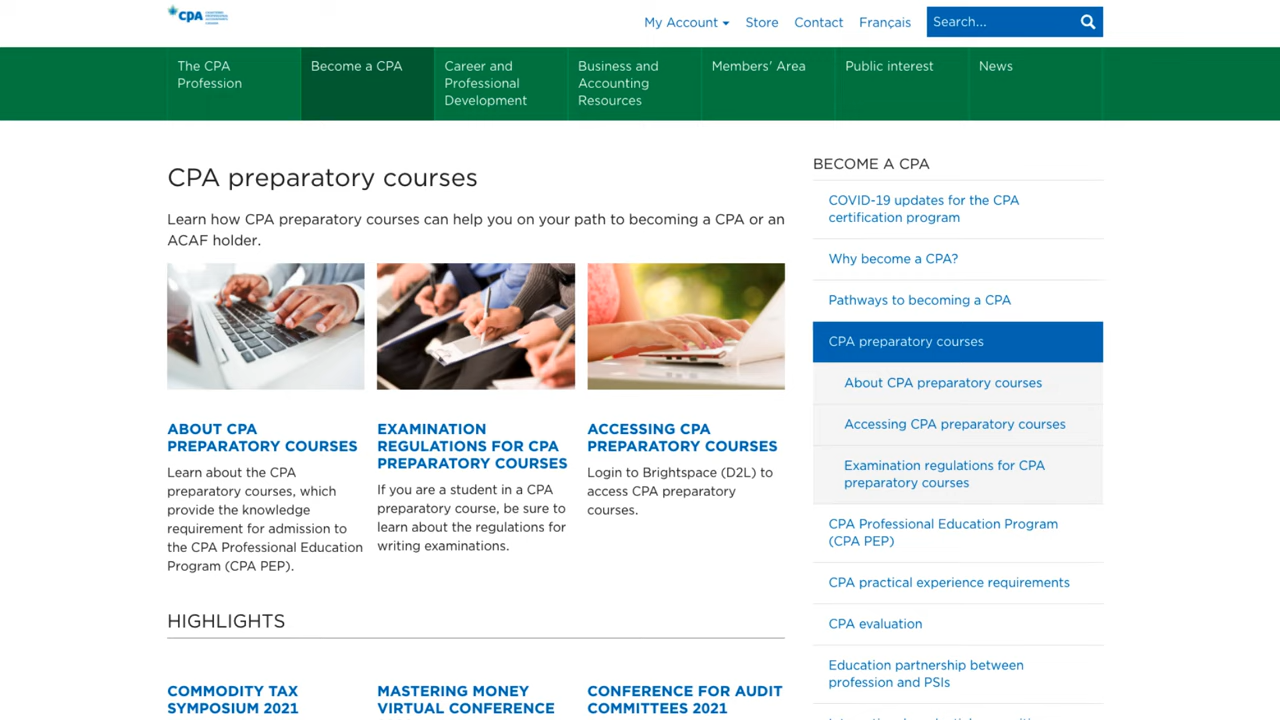 CPA
My Account
Store
Contact
Français
Search...
The CPA
Profession
Become a CPA
Career and
Professional
Development
Business and
Accounting
Resources
Members' Area
Public interest
News
CPA preparatory courses
Learn how CPA preparatory courses can help you on your path to becoming a CPA or an
ACAF holder.
ABOUT CPA
PREPARATORY COURSES
Learn about the CPA
preparatory courses, which
provide the knowledge
requirement for admission to
the CPA Professional Education
Program (CPA PEP).
EXAMINATION
REGULATIONS FOR CPA
PREPARATORY COURSES
If you are a student in a CPA
preparatory course, be sure to
learn about the regulations for
writing examinations.
ACCESSING CPA
PREPARATORY COURSES
Login to Brightspace (D2L) to
access CPA preparatory
courses.
HIGHLIGHTS
COMMODITY TAX
SYMPOSIUM 2021
MASTERING MONEY
VIRTUAL CONFERENCE
CONFERENCE FOR AUDIT
COMMITTEES 2021
BECOME A CPA
COVID-19 updates for the CPA
certification program
Why become a CPA?
Pathways to becoming a CPA
CPA preparatory courses
About CPA preparatory courses
Accessing CPA preparatory courses
Examination regulations for CPA
preparatory courses
CPA Professional Education Program
(CPA PEP)
CPA practical experience requirements
CPA evaluation
Education partnership between
profession and PSIs